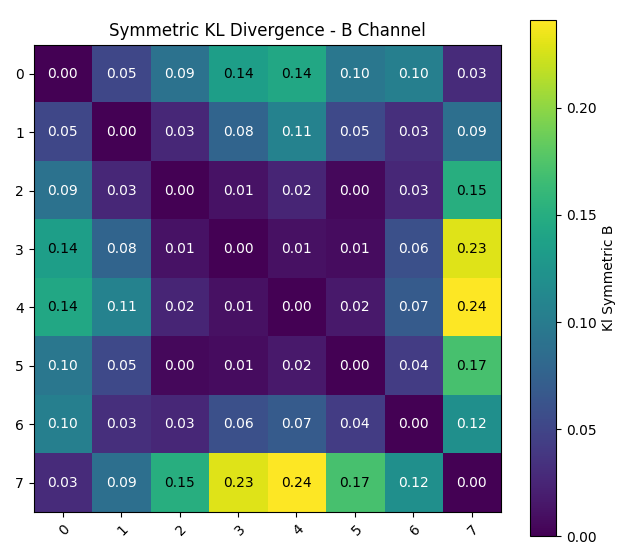 Symmetric KL Divergence - B Channel
0 0.00 0.05 0.09 0.14 0.14 0.10 0.10 0.03
1 0.05 0.00 0.03 0.08 0.11 0.05 0.03 0.09
2 0.09 0.03 0.00 0.01 0.02 0.00 0.03 0.15
3 0.14 0.08 0.01 0.00 0.01 0.01 0.06 0.23
4 0.14 0.11 0.02 0.01 0.00 0.02 0.07 0.24
5 0.10 0.05 0.00 0.01 0.02 0.00 0.04 0.17
6 0.10 0.03 0.03 0.06 0.07 0.04 0.00 0.12
7 0.03 0.09 0.15 0.23 0.24 0.17 0.12 0.00
0 1 2 3 4 5 6 7
0.20
0.15
0.10
0.05
0.00
Kl Symmetric B